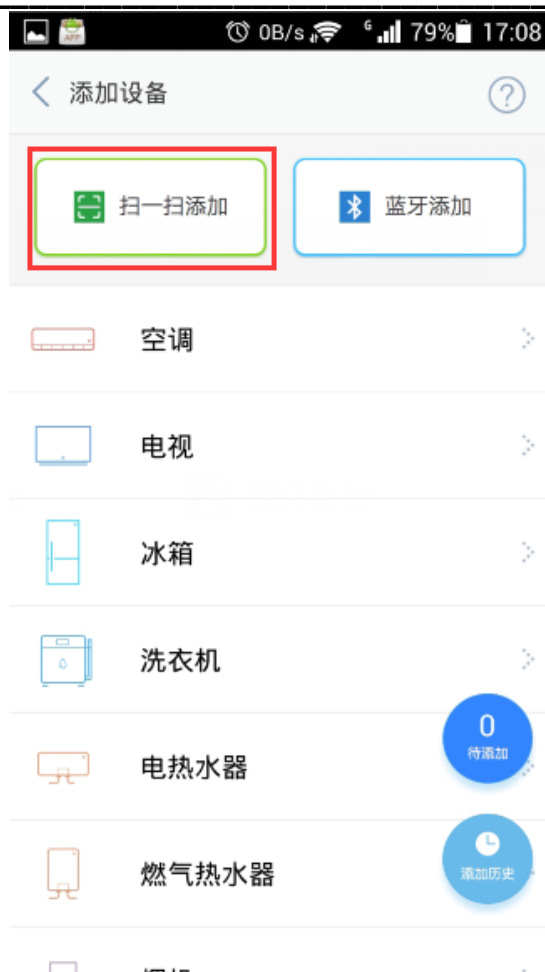 0B/s G 79% 17:08
添加设备 ?
扫一扫添加 蓝牙添加
空调
电视
冰箱
洗衣机
0
待添加
电热水器
添加历史
燃气热水器